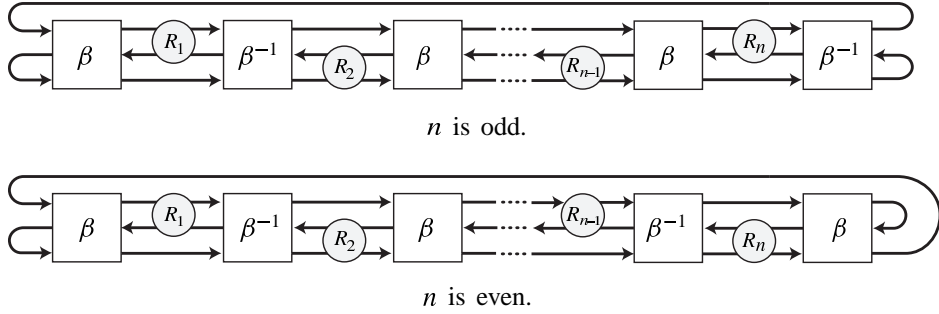 β R₁ β⁻¹ R₂ β ····· Rₙ₋₁ β Rₙ β⁻¹
n is odd.
β R₁ β⁻¹ R₂ β ····· Rₙ₋₁ β⁻¹ Rₙ β
n is even.